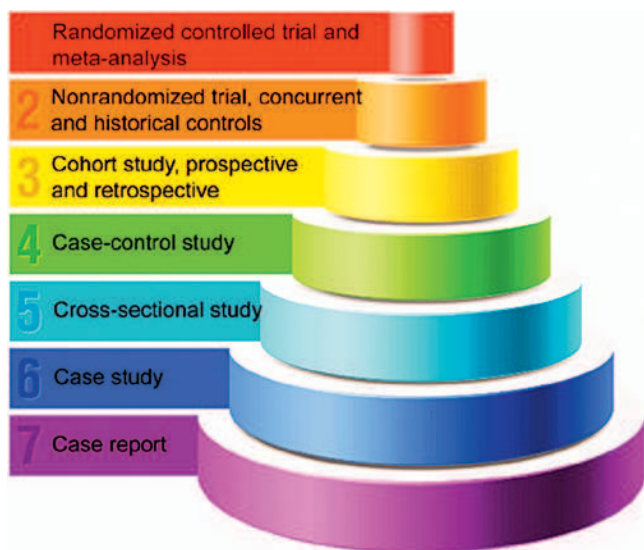 Randomized controlled trial and
meta-analysis
2 Nonrandomized trial, concurrent
and historical controls
3 Cohort study, prospective
and retrospective
4 Case-control study
5 Cross-sectional study
6 Case study
7 Case report